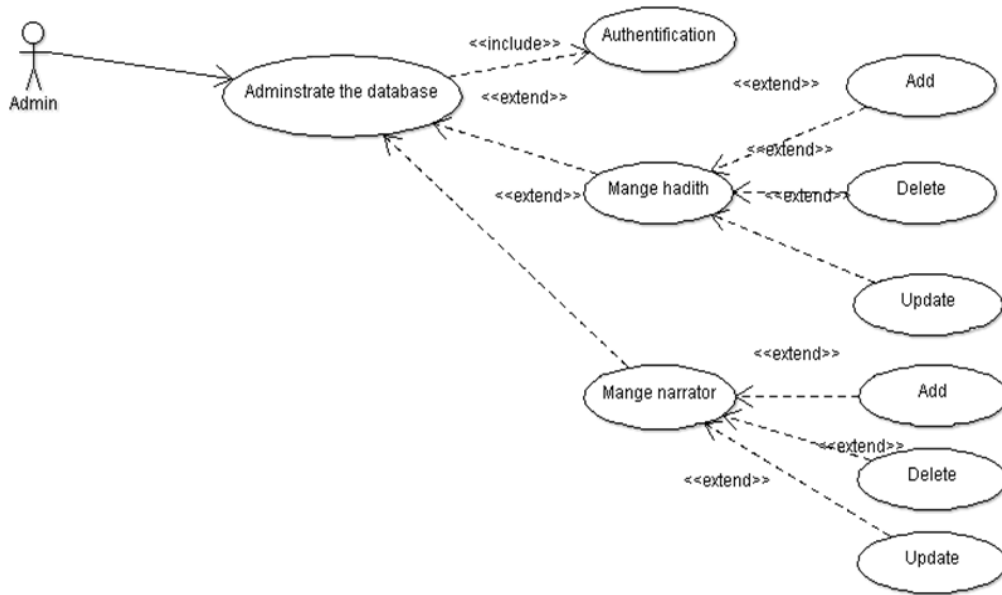 Authentification
<<include>>
Admin
Adminstrate the database
<<extend>>
<<extend>>
Add
<<extend>>
<<extend>>
Mange hadith
<<extend>>
Delete
Update
<<extend>>
Mange narrator
Add
<<extend>>
Delete
<<extend>>
Update